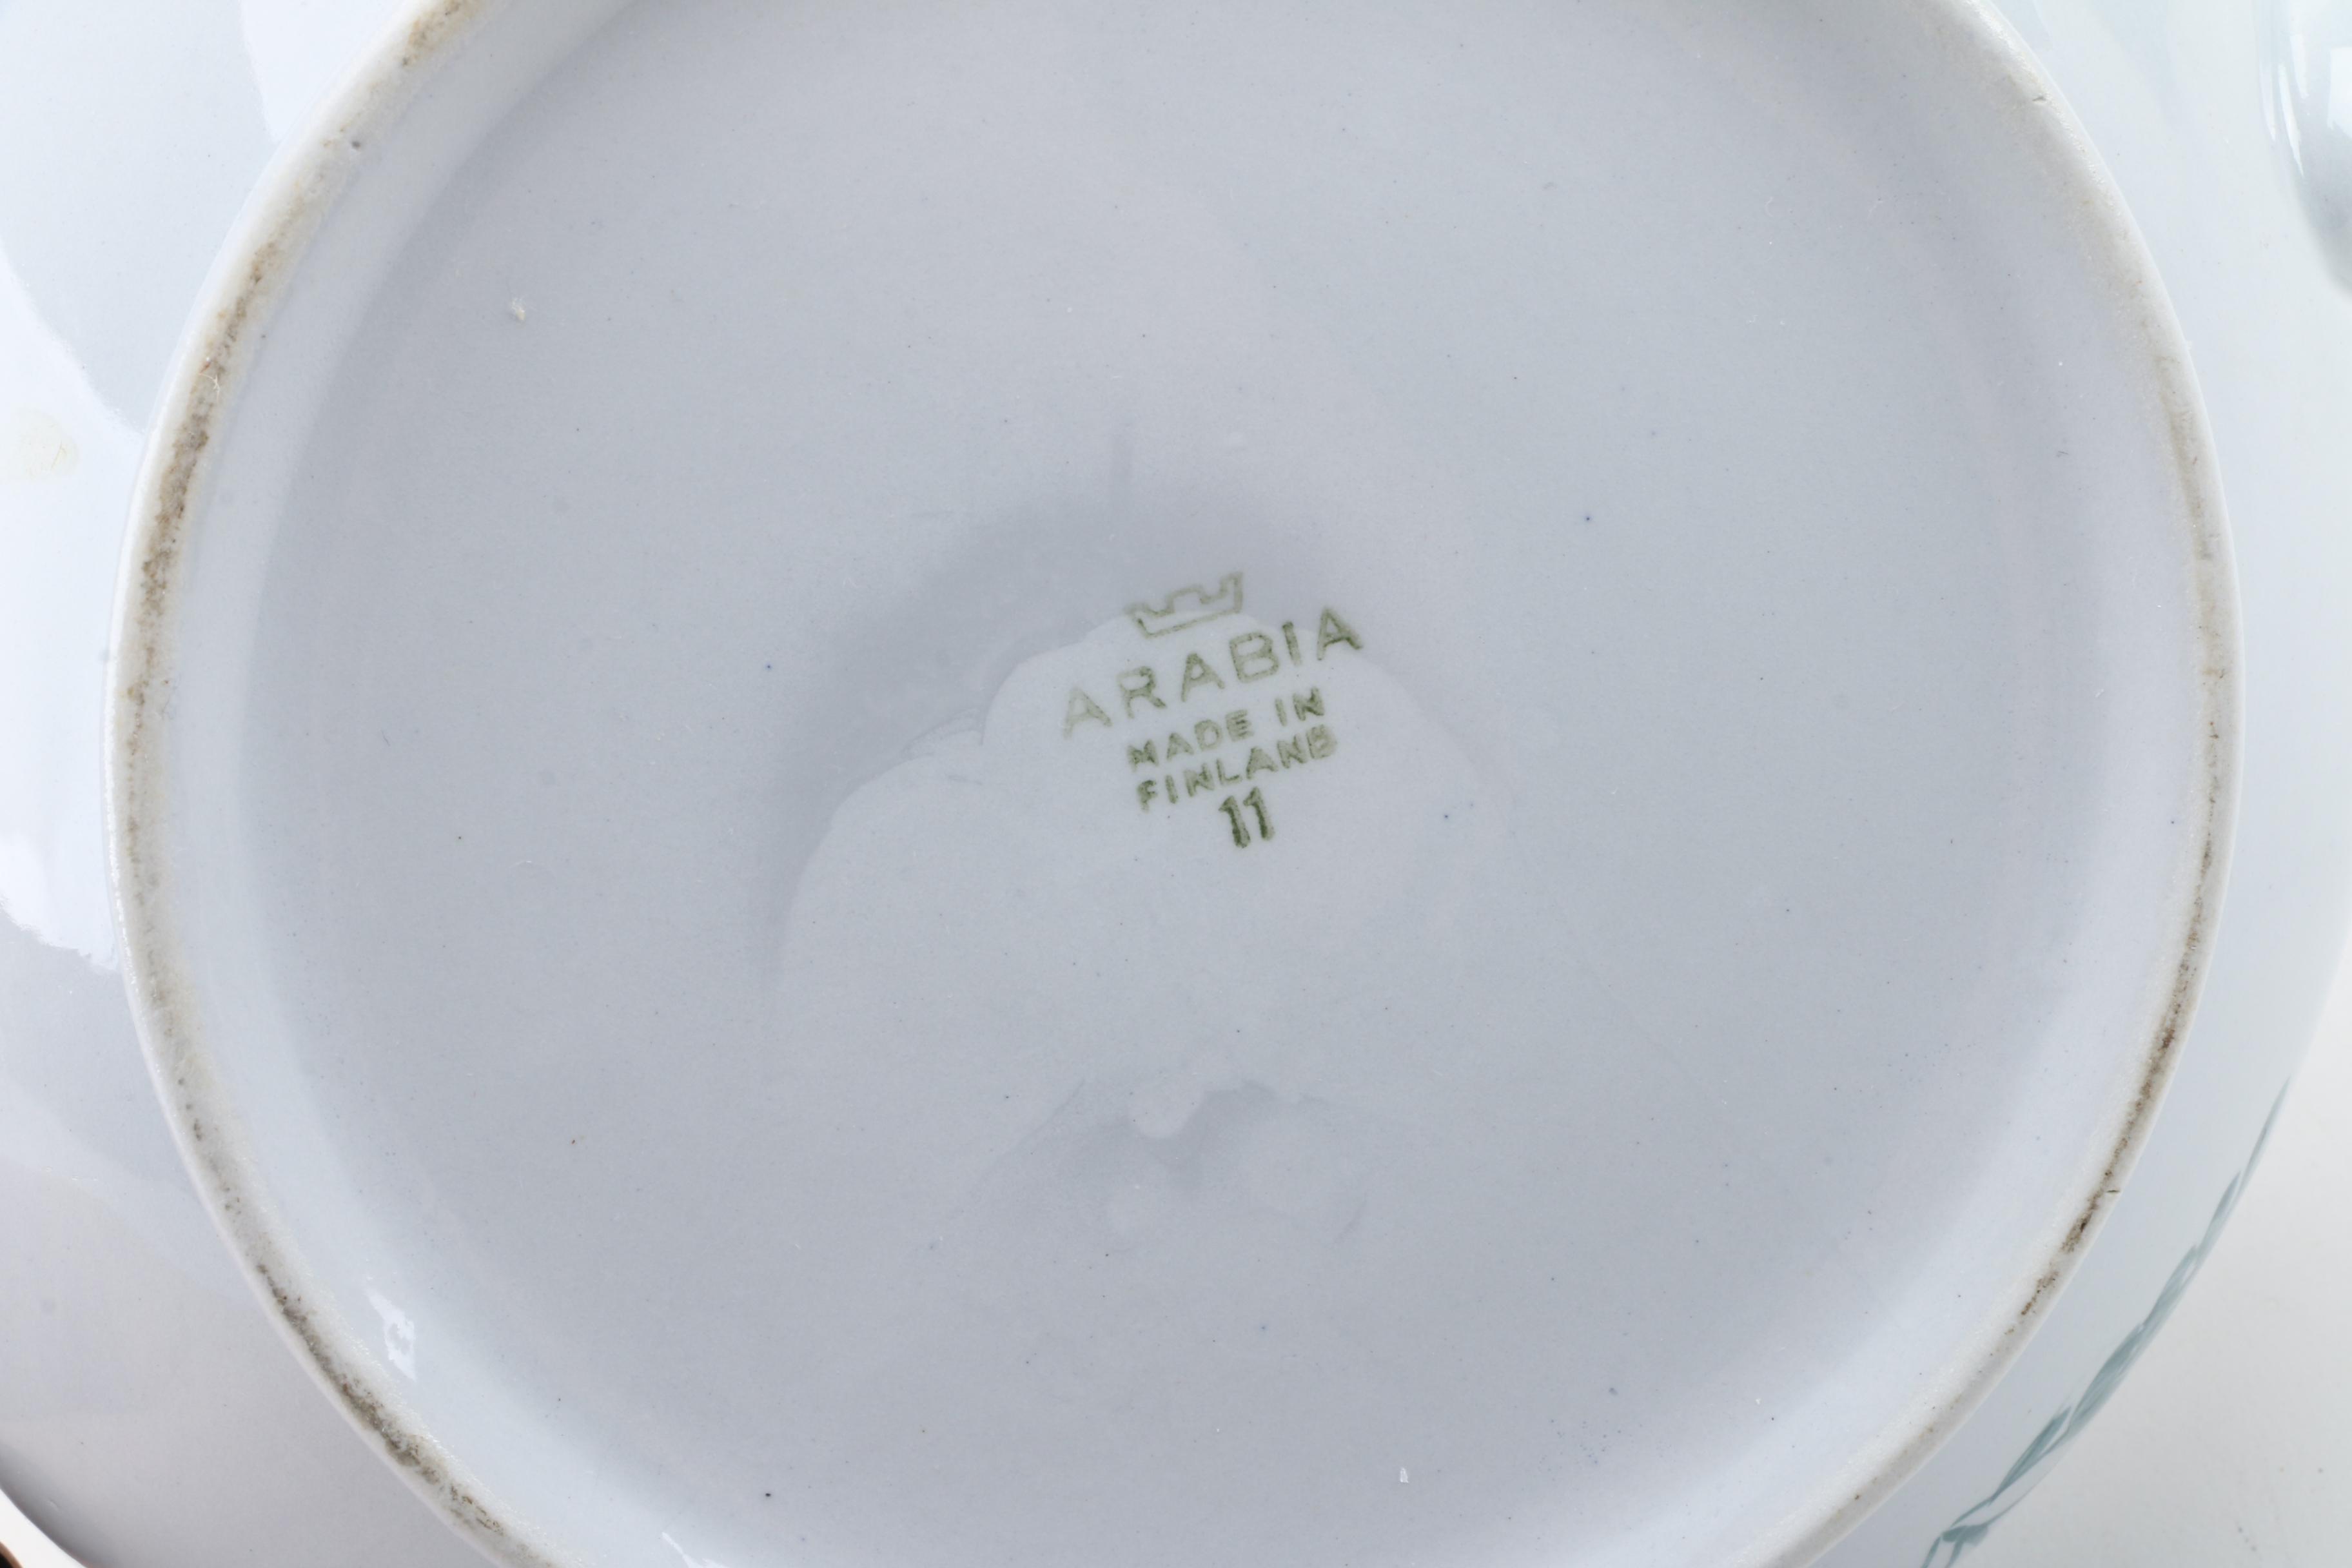 ARABIA
MADE IN
FINLAND
11